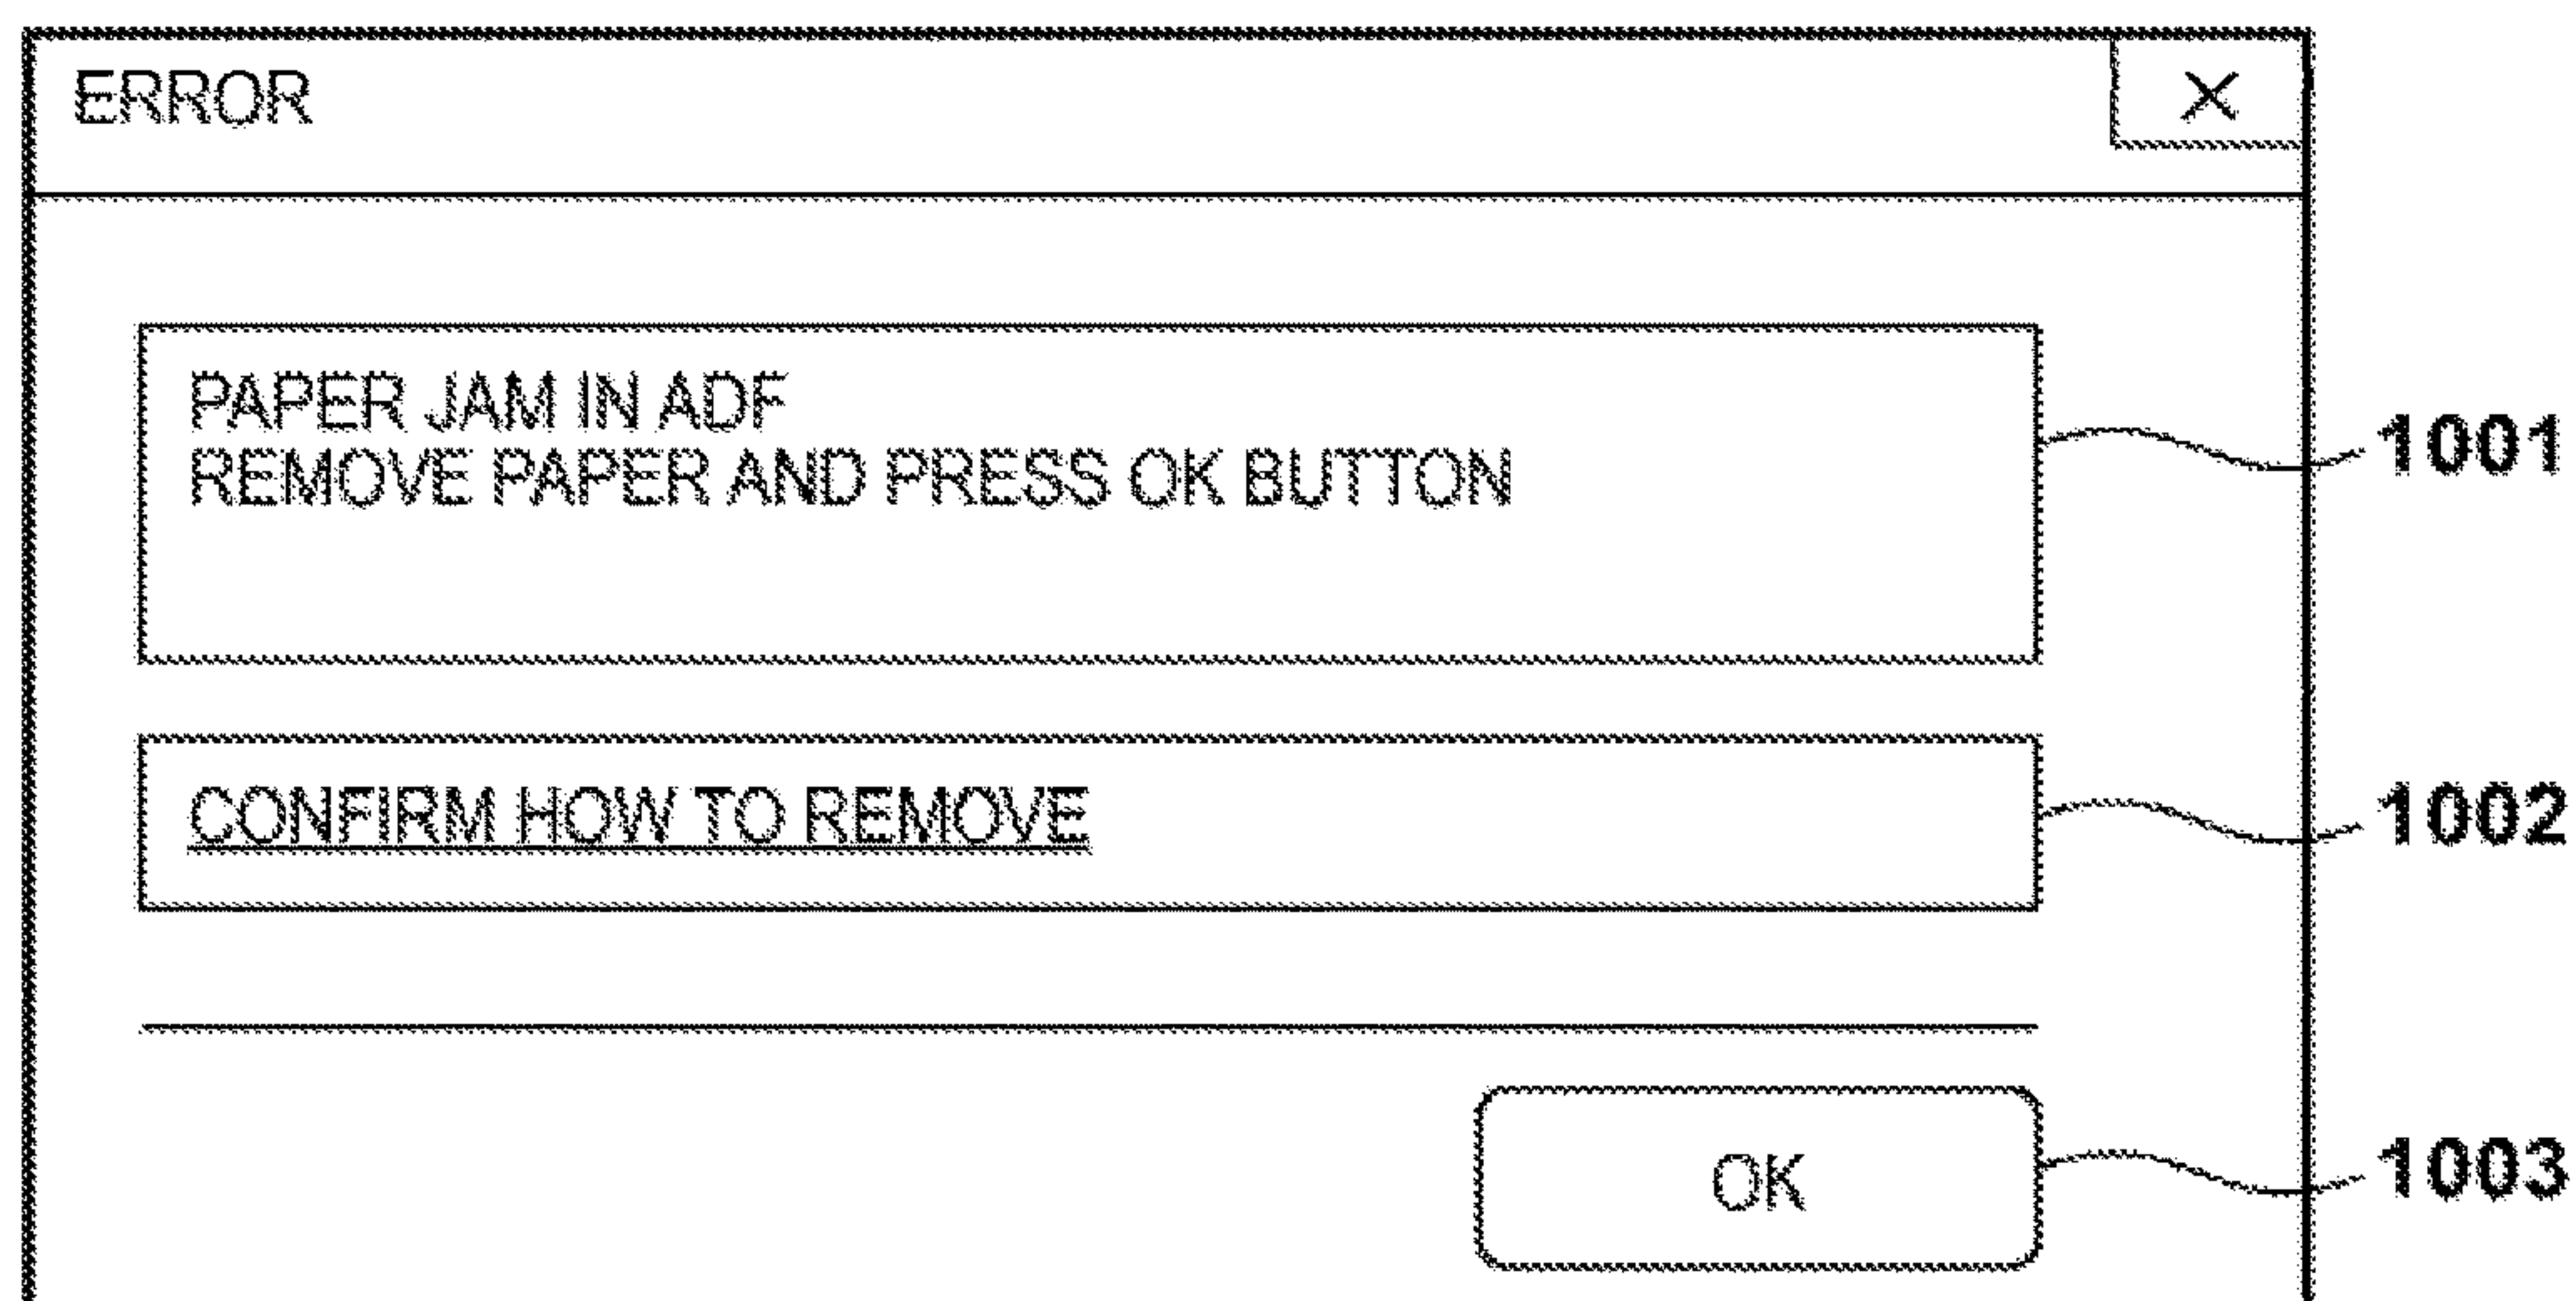 ERROR X
PAPER JAM IN ADF
REMOVE PAPER AND PRESS OK BUTTON
1001
CONFIRM HOW TO REMOVE
1002
OK
1003